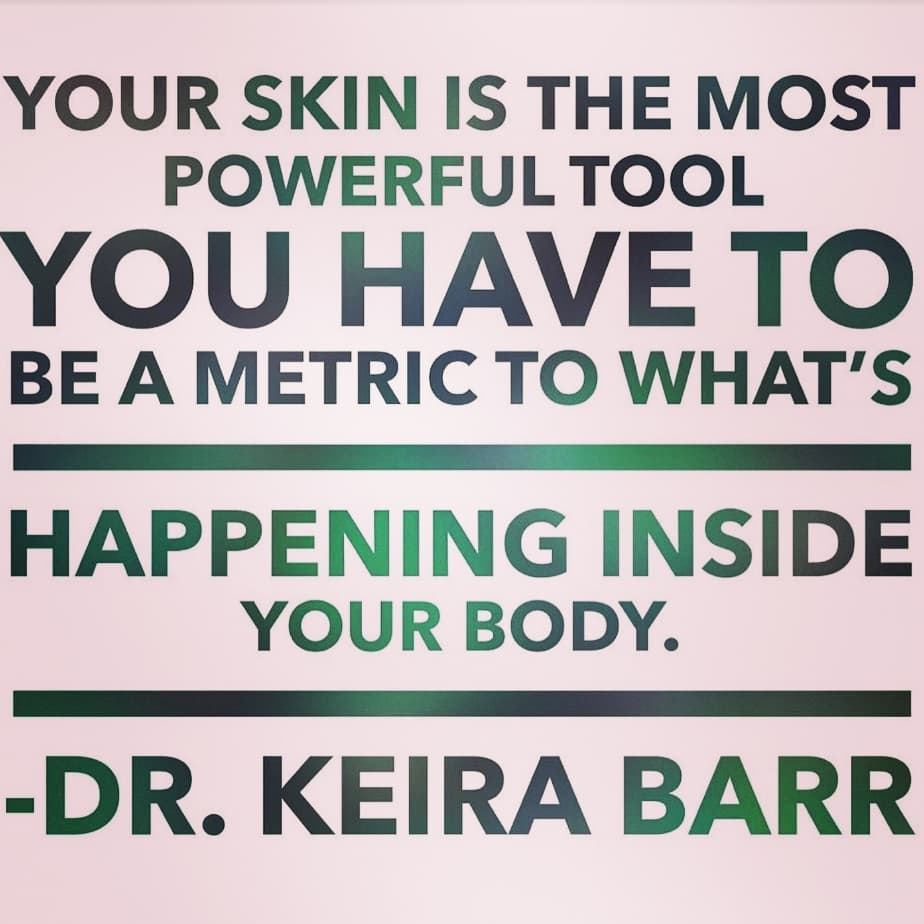 YOUR SKIN IS THE MOST
POWERFUL TOOL
YOU HAVE TO
BE A METRIC TO WHAT'S
HAPPENING INSIDE
YOUR BODY.
-DR. KEIRA BARR